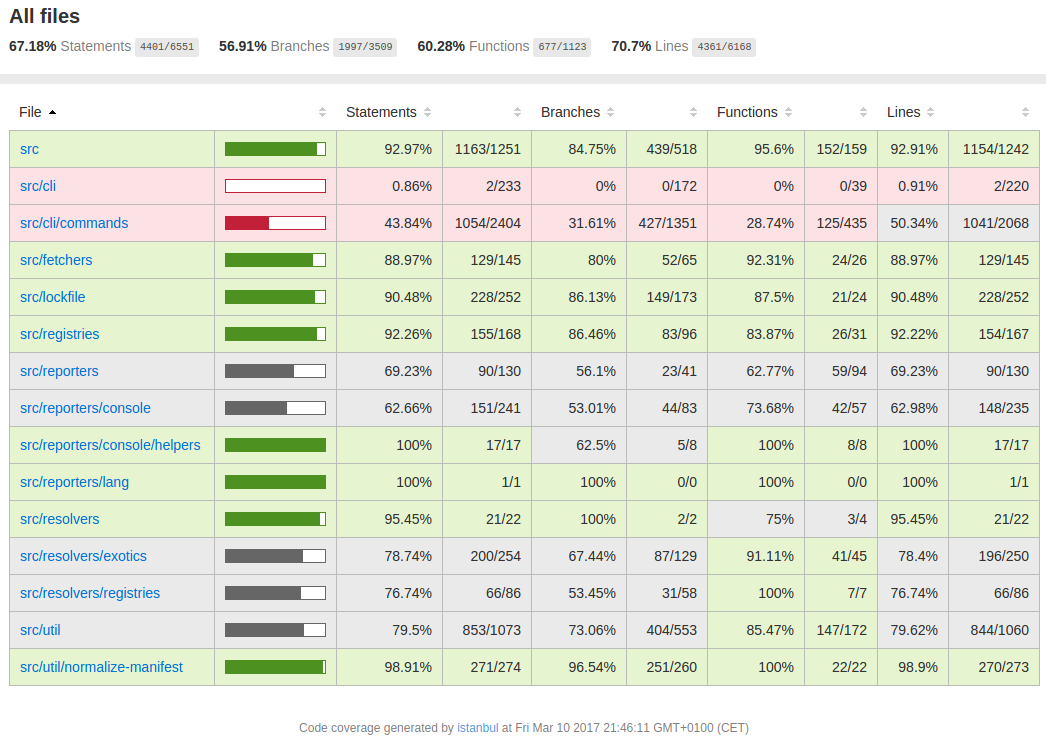 All files
67.18% Statements 4401/6551 56.91% Branches 1997/3509 60.28% Functions 677/1123 70.7% Lines 4361/6168
File Statements Branches Functions Lines
src 92.97% 1163/1251 84.75% 439/518 95.6% 152/159 92.91% 1154/1242
src/cli 0.86% 2/233 0% 0/172 0% 0/39 0.91% 2/220
src/cli/commands 43.84% 1054/2404 31.61% 427/1351 28.74% 125/435 50.34% 1041/2068
src/fetchers 88.97% 129/145 80% 52/65 92.31% 24/26 88.97% 129/145
src/lockfile 90.48% 228/252 86.13% 149/173 87.5% 21/24 90.48% 228/252
src/registries 92.26% 155/168 86.46% 83/96 83.87% 26/31 92.22% 154/167
src/reporters 69.23% 90/130 56.1% 23/41 62.77% 59/94 69.23% 90/130
src/reporters/console 62.66% 151/241 53.01% 44/83 73.68% 42/57 62.98% 148/235
src/reporters/console/helpers 100% 17/17 62.5% 5/8 100% 8/8 100% 17/17
src/reporters/lang 100% 1/1 100% 0/0 100% 0/0 100% 1/1
src/resolvers 95.45% 21/22 100% 2/2 75% 3/4 95.45% 21/22
src/resolvers/exotics 78.74% 200/254 67.44% 87/129 91.11% 41/45 78.4% 196/250
src/resolvers/registries 76.74% 66/86 53.45% 31/58 100% 7/7 76.74% 66/86
src/util 79.5% 853/1073 73.06% 404/553 85.47% 147/172 79.62% 844/1060
src/util/normalize-manifest 98.91% 271/274 96.54% 251/260 100% 22/22 98.9% 270/273
Code coverage generated by istanbul at Fri Mar 10 2017 21:46:11 GMT+0100 (CET)